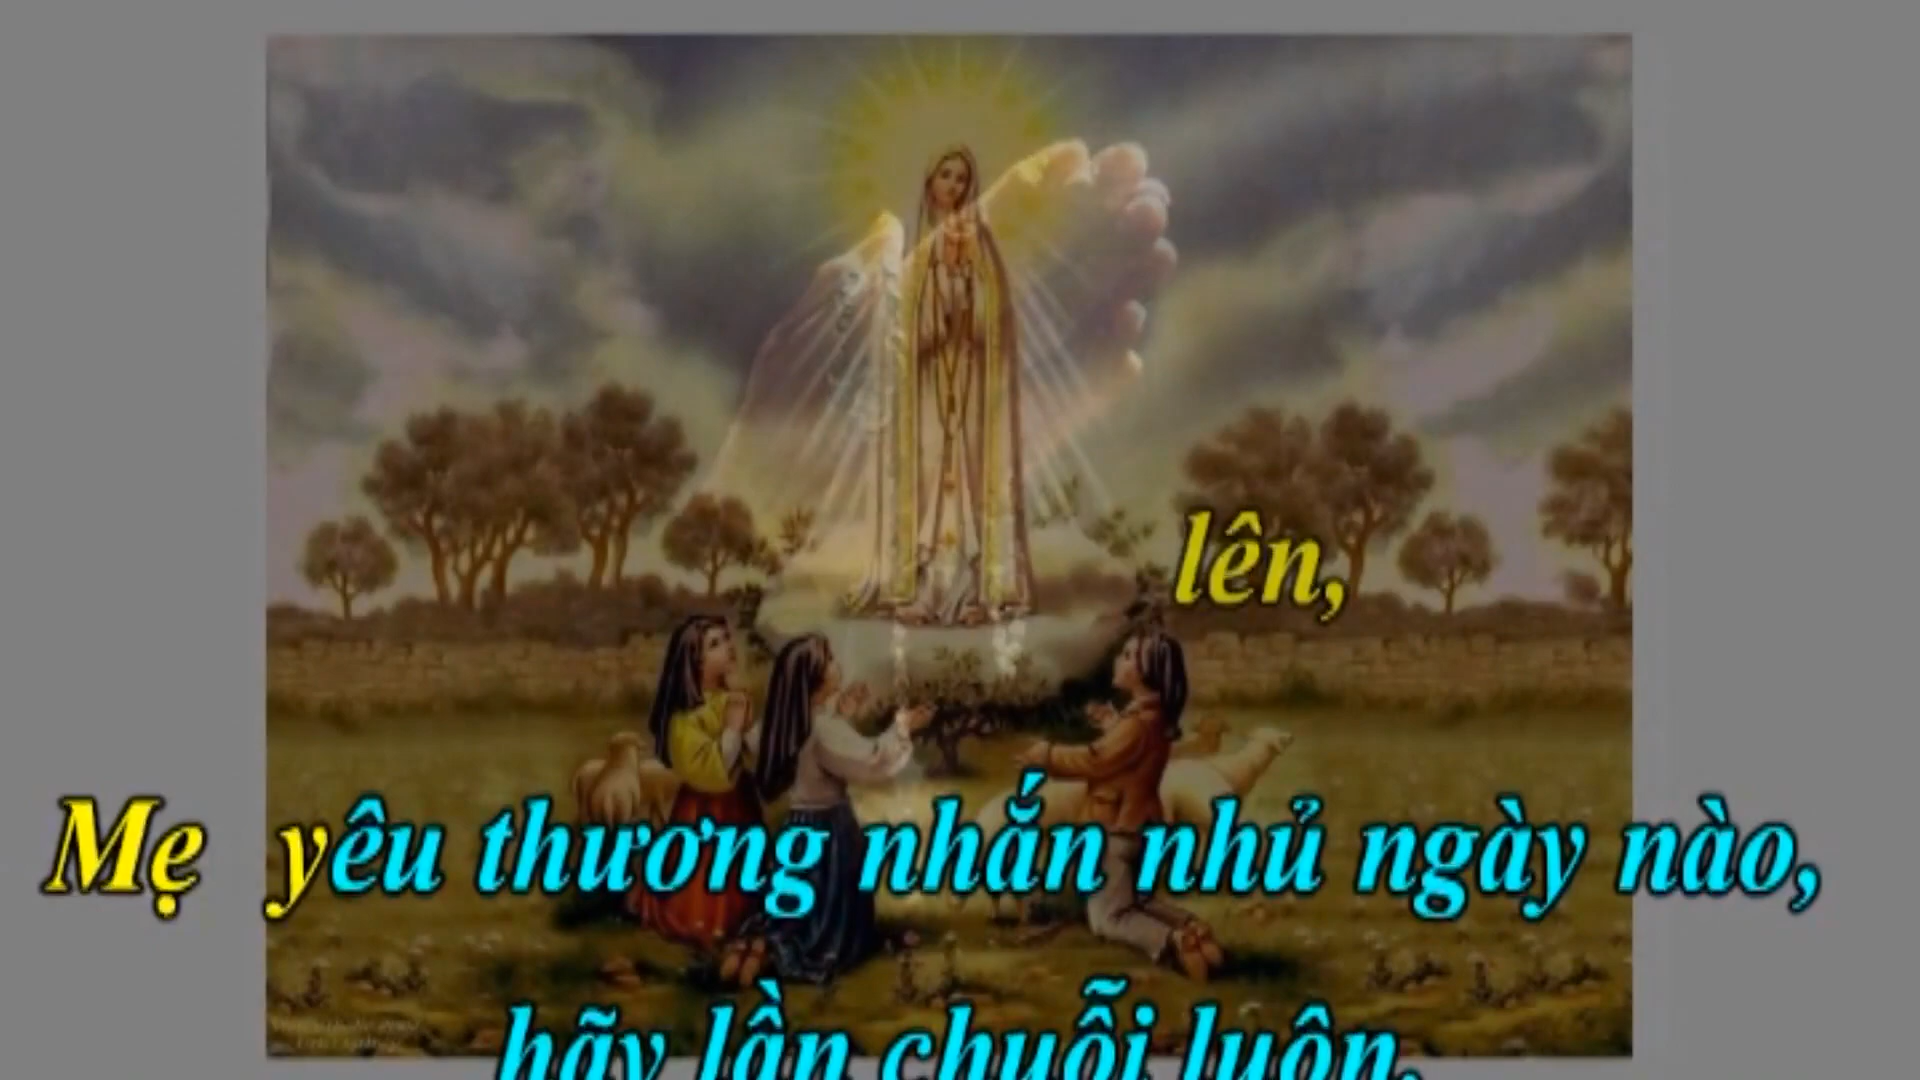 lên,
Mẹ yêu thương nhắn nhủ ngày nào,
hãy lần chuỗi luôn.